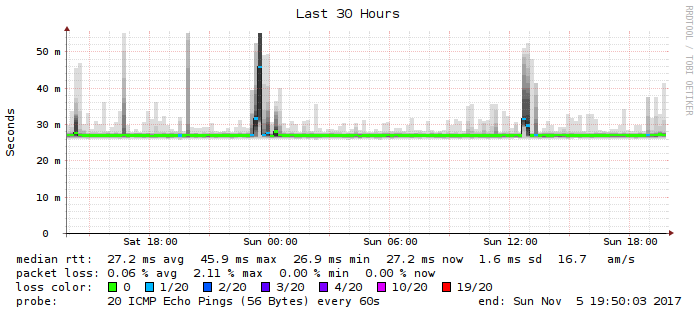 Last 30 Hours
RRDTOOL / TOBI OETIKER
Seconds
50 m
40 m
30 m
20 m
10 m
0
Sat 18:00 Sun 00:00 Sun 06:00 Sun 12:00 Sun 18:00
median rtt: 27.2 ms avg 45.9 ms max 26.9 ms min 27.2 ms now 1.6 ms sd 16.7 am/s
packet loss: 0.06 % avg 2.11 % max 0.00 % min 0.00 % now
loss color: 0 1/20 2/20 3/20 4/20 10/20 19/20
probe: 20 ICMP Echo Pings (56 Bytes) every 60s end: Sun Nov 5 19:50:03 2017